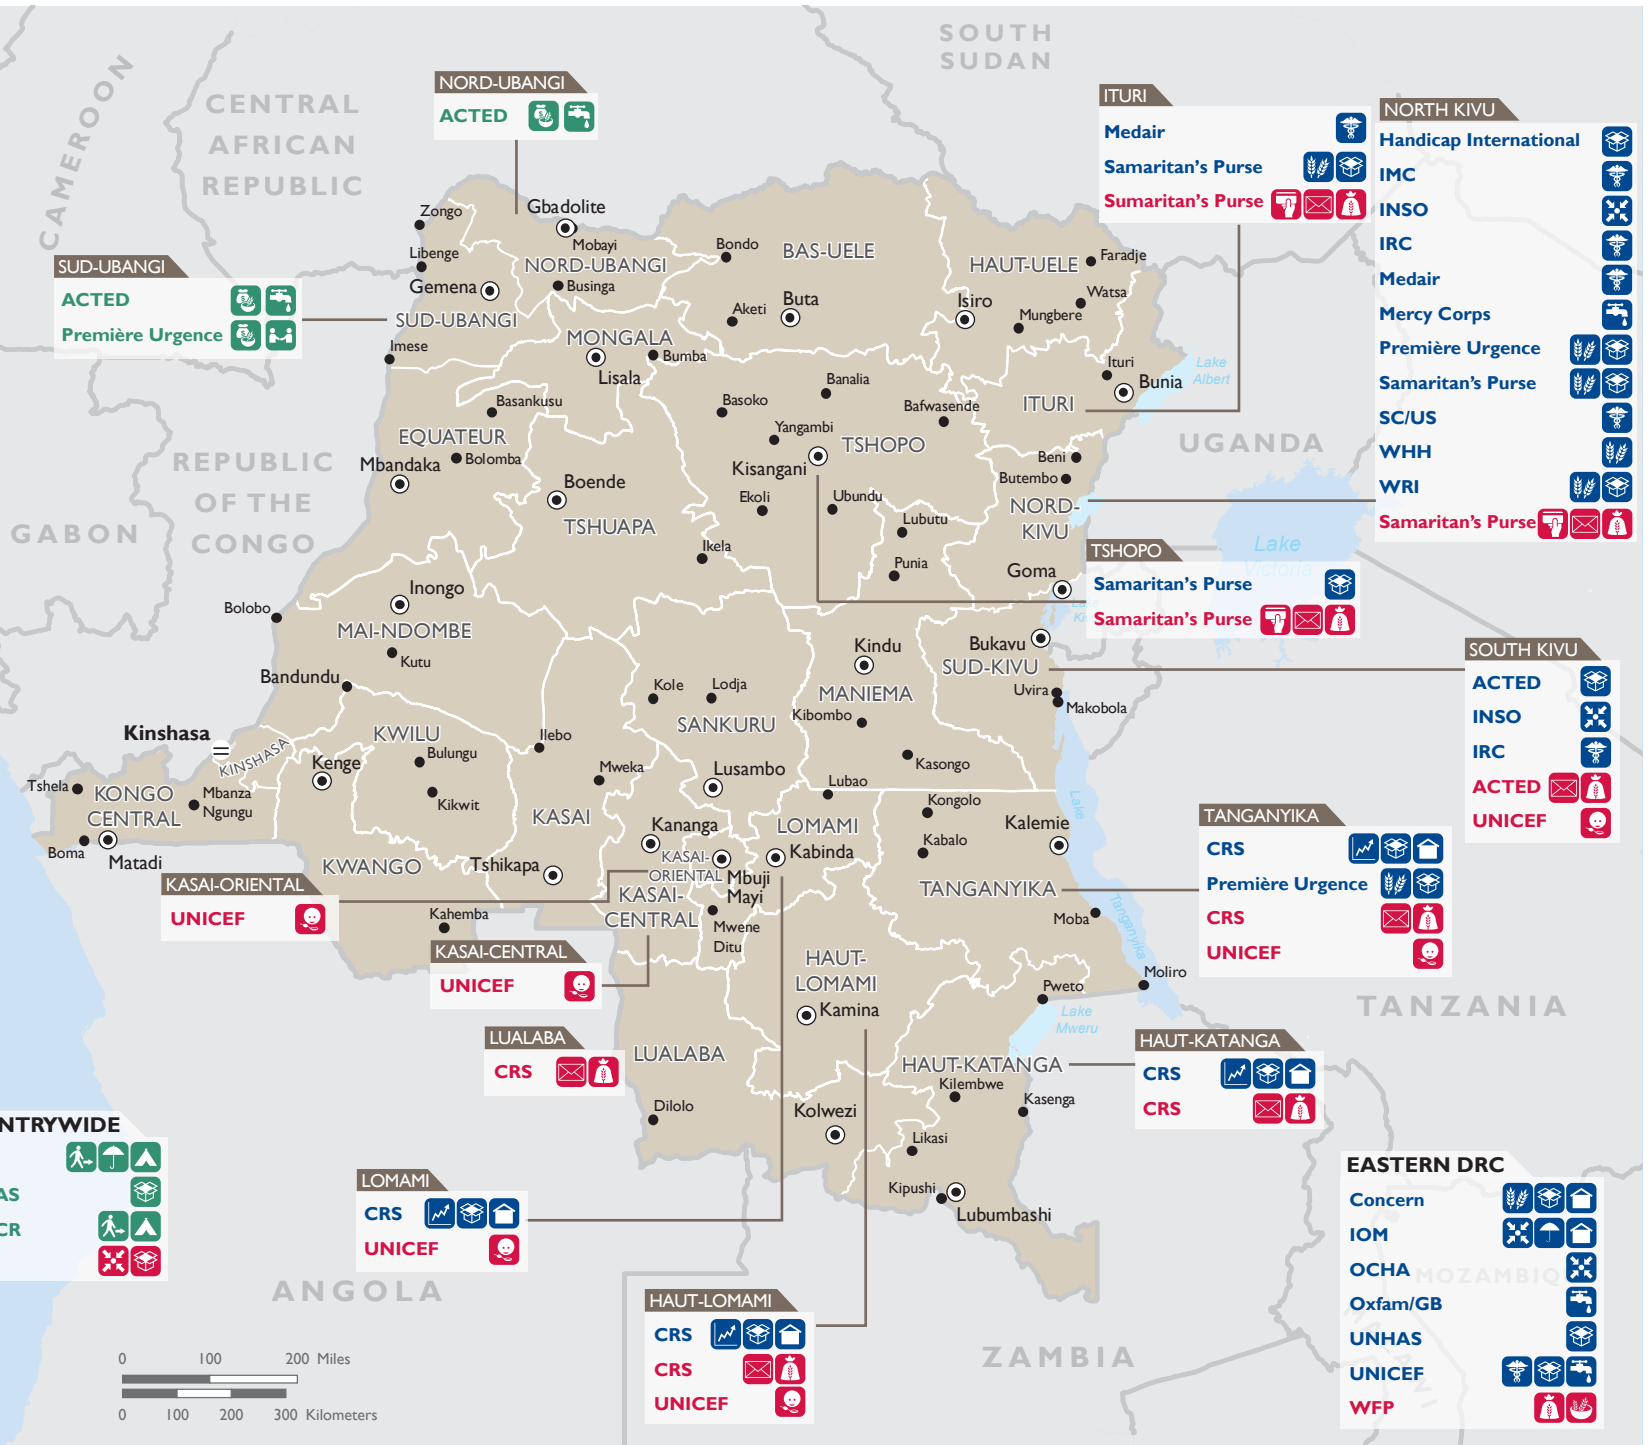 SOUTH
SUDAN
CAMEROON
CENTRAL
AFRICAN
REPUBLIC
NORD-UBANGI
ACTED
ITURI
Medair
Samaritan's Purse
Sumaritan's Purse
NORTH KIVU
Handicap International
IMC
INSO
IRC
Medair
Mercy Corps
Première Urgence
Samaritan's Purse
SC/US
WHH
WRI
Samaritan's Purse
SUD-UBANGI
ACTED
Première Urgence
Zongo
Gbadolite
Mobayi
Libenge
NORD-UBANGI
Gemena
Businga
SUD-UBANGI
Imese
Bondo
BAS-UELE
HAUT-UELE
Faradje
Watsa
Isiro
Mungbere
Aketi
Buta
MONGALA
Bumba
Lisala
Ituri
Bunia
Lake
Albert
ITURI
Banalia
Basoko
Bafwasende
Basankusu
EQUATEUR
Bolomba
Mbandaka
Yangambi
TSHOPO
Kisangani
UGANDA
Beni
Butembo
NORD-
KIVU
Boende
TSHUAPA
Ekoli
Ubundu
Lubutu
Ikela
Punia
Goma
REPUBLIC
OF THE
CONGO
GABON
Lake
Victoria
TSHOPO
Samaritan's Purse
Samaritan's Purse
Inongo
Bolobo
MAI-NDOMBE
Kutu
Bandundu
Kindu
Bukavu
SUD-KIVU
MANIEMA
Uvira
Makobola
Kibombo
Kasongo
Kole
Lodja
SANKURU
SOUTH KIVU
ACTED
INSO
IRC
ACTED
UNICEF
Kinshasa
KINSHASA
KWILU
Bulungu
Kenge
Kikwit
Ilebo
Mweka
Lusambo
Lubao
Tshela
KONGO
CENTRAL
Mbanza
Ngungu
Boma
Matadi
KASAI
Kananga
LOMAMI
Kabinda
Kongolo
Kabalo
Kalemie
Lake
Tanganyika
TANGANYIKA
Moba
Moliro
TANGANYIKA
CRS
Première Urgence
CRS
UNICEF
KWANGO
Tshikapa
KASAI-
ORIENTAL
Mbuji
Mayi
KASAI-
CENTRAL
Mwene
Ditu
KASAI-ORIENTAL
UNICEF
Kahemba
KASAI-CENTRAL
UNICEF
HAUT-
LOMAMI
Kamina
Pweto
Lake
Mweru
TANZANIA
LUALABA
CRS
LUALABA
HAUT-KATANGA
Kilembwe
Kasenga
HAUT-KATANGA
CRS
CRS
Dilolo
Kolwezi
Likasi
Kipushi
Lubumbashi
NTRYWIDE
AS
CR
LOMAMI
CRS
UNICEF
ANGOLA
HAUT-LOMAMI
CRS
CRS
UNICEF
ZAMBIA
EASTERN DRC
Concern
IOM
OCHA
MOZAMBIQ
Oxfam/GB
UNHAS
UNICEF
WFP
0 100 200 Miles
0 100 200 300 Kilometers